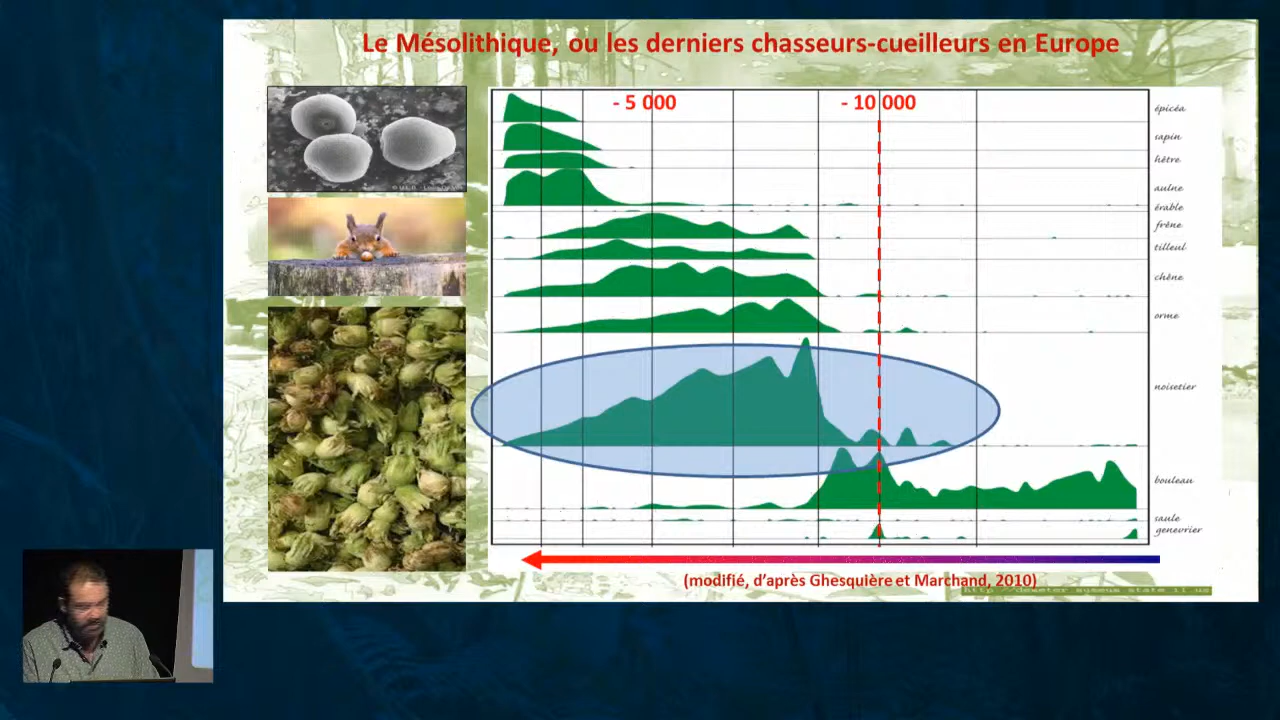 Le Mésolithique, ou les derniers chasseurs-cueilleurs en Europe
- 5 000
- 10 000
épicéa
sapin
hêtre
aulne
érable
frêne
tilleul
chêne
orme
noisetier
bouleau
saule
genevrier
(modifié, d'après Ghesquière et Marchand, 2010)